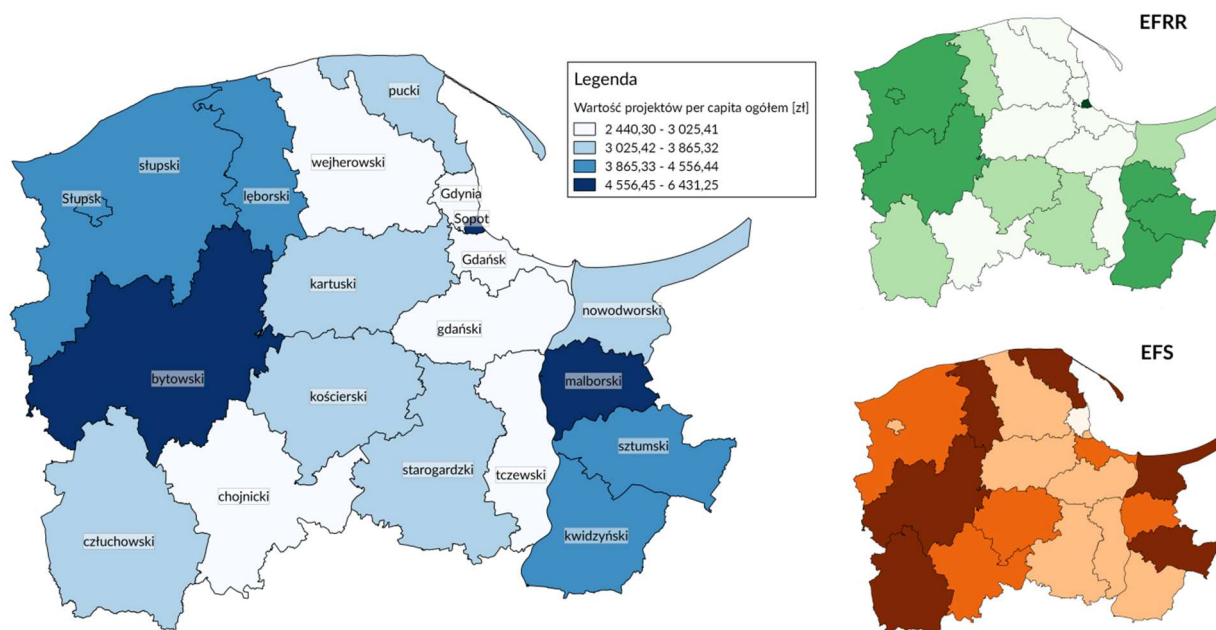 EFRR
Legenda
Wartość projektów per capita ogółem [zł]
2 440,30 - 3 025,41
3 025,42 - 3 865,32
3 865,33 - 4 556,44
4 556,45 - 6 431,25
pucki
słupski
wejherowski
Słupsk
lęborski
Gdynia
Sopot
Gdańsk
kartuski
nowodworski
gdański
EFS
bytowski
malborski
kościerski
sztumski
starogardzki
tczewski
chojnicki
człuchowski
kwidzyński